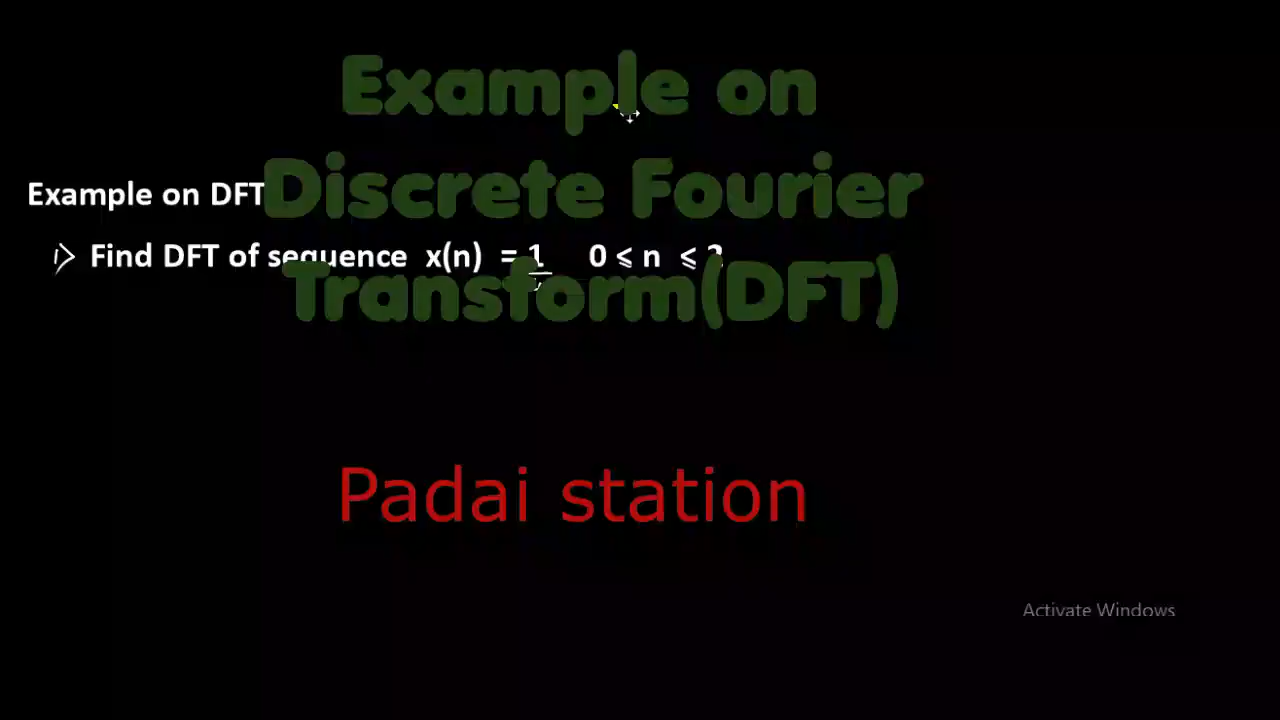 Example on
Discrete Fourier
Transform(DFT)
Example on DFT
Find DFT of sequence x(n) = 1 0 ⩽ n ⩽
Padai station
Activate Windows